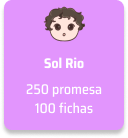 Sol Rio
250 promesa
100 fichas